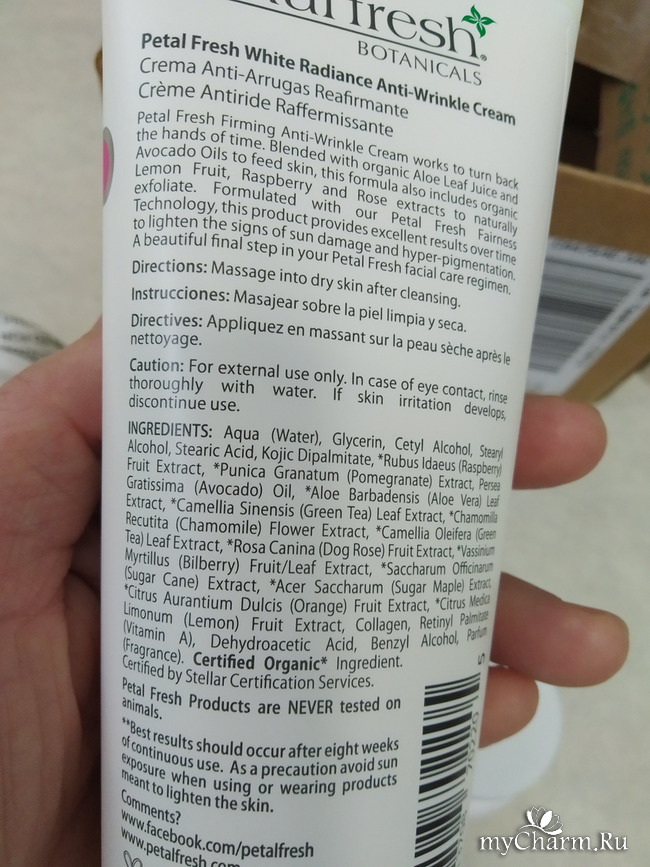 BOTANICALS
Petal Fresh White Radiance Anti-Wrinkle Cream
Crema Anti-Arrugas Reafirmante
Crème Antiride Raffermissante
Petal Fresh Firming Anti-Wrinkle Cream works to turn back
the hands of time. Blended with organic Aloe Leaf Juice and
Avocado Oils to feed skin, this formula also includes organic
Lemon Fruit, Raspberry and Rose extracts to naturally
exfoliate. Formulated with our Petal Fresh Fairness
Technology, this product provides excellent results over time
to lighten the signs of sun damage and hyper-pigmentation.
A beautiful final step in your Petal Fresh facial care regimen.
Directions: Massage into dry skin after cleansing.
Instrucciones: Masajear sobre la piel limpia y seca.
Directives: Appliquez en massant sur la peau sèche après le
nettoyage.
Caution: For external use only. In case of eye contact, rinse
thoroughly with water. If skin irritation develops,
discontinue use.
INGREDIENTS: Aqua (Water), Glycerin, Cetyl Alcohol, Stearyl
Alcohol, Stearic Acid, Kojic Dipalmitate, *Rubus Idaeus (Raspberry)
Fruit Extract, *Punica Granatum (Pomegranate) Extract, Persea
Gratissima (Avocado) Oil, *Aloe Barbadensis (Aloe Vera) Leaf
Extract, *Camellia Sinensis (Green Tea) Leaf Extract, *Chamomilla
Recutita (Chamomile) Flower Extract, *Camellia Oleifera (Green
Tea) Leaf Extract, *Rosa Canina (Dog Rose) Fruit Extract, *Vassinium
Myrtillus (Bilberry) Fruit/Leaf Extract, *Saccharum Officinarum
(Sugar Cane) Extract, *Acer Saccharum (Sugar Maple) Extract,
*Citrus Aurantium Dulcis (Orange) Fruit Extract, *Citrus Medica
Limonum (Lemon) Fruit Extract, Collagen, Retinyl Palmitate
(Vitamin A), Dehydroacetic Acid, Benzyl Alcohol, Parfum
(Fragrance). Certified Organic* Ingredient.
Certified by Stellar Certification Services.
Petal Fresh Products are NEVER tested on
animals.
**Best results should occur after eight weeks
of continuous use. As a precaution avoid sun
exposure when using or wearing products
meant to lighten the skin.
Comments?
www.facebook.com/petalfresh
www.petalfresh.com
myCharm.Ru